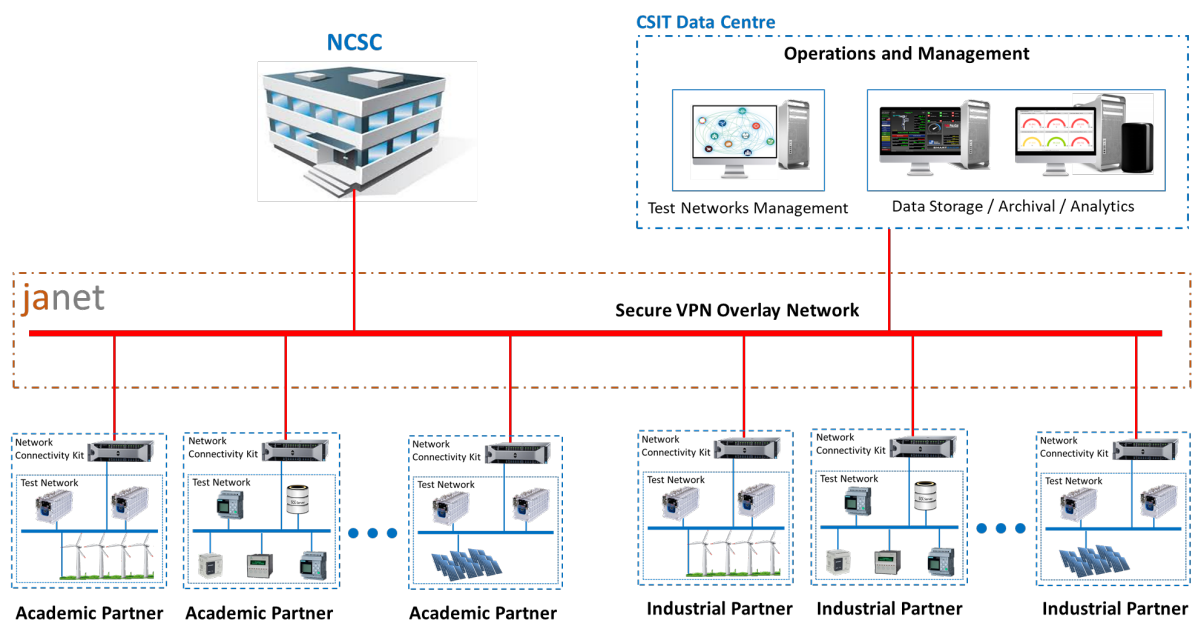 CSIT Data Centre
NCSC
Operations and Management
Test Networks Management
Data Storage / Archival / Analytics
janet
Secure VPN Overlay Network
Network
Connectivity Kit
Test Network
Academic Partner
Network
Connectivity Kit
Test Network
Academic Partner
Network
Connectivity Kit
Test Network
Academic Partner
Network
Connectivity Kit
Test Network
Industrial Partner
Network
Connectivity Kit
Test Network
Industrial Partner
Network
Connectivity Kit
Test Network
Industrial Partner